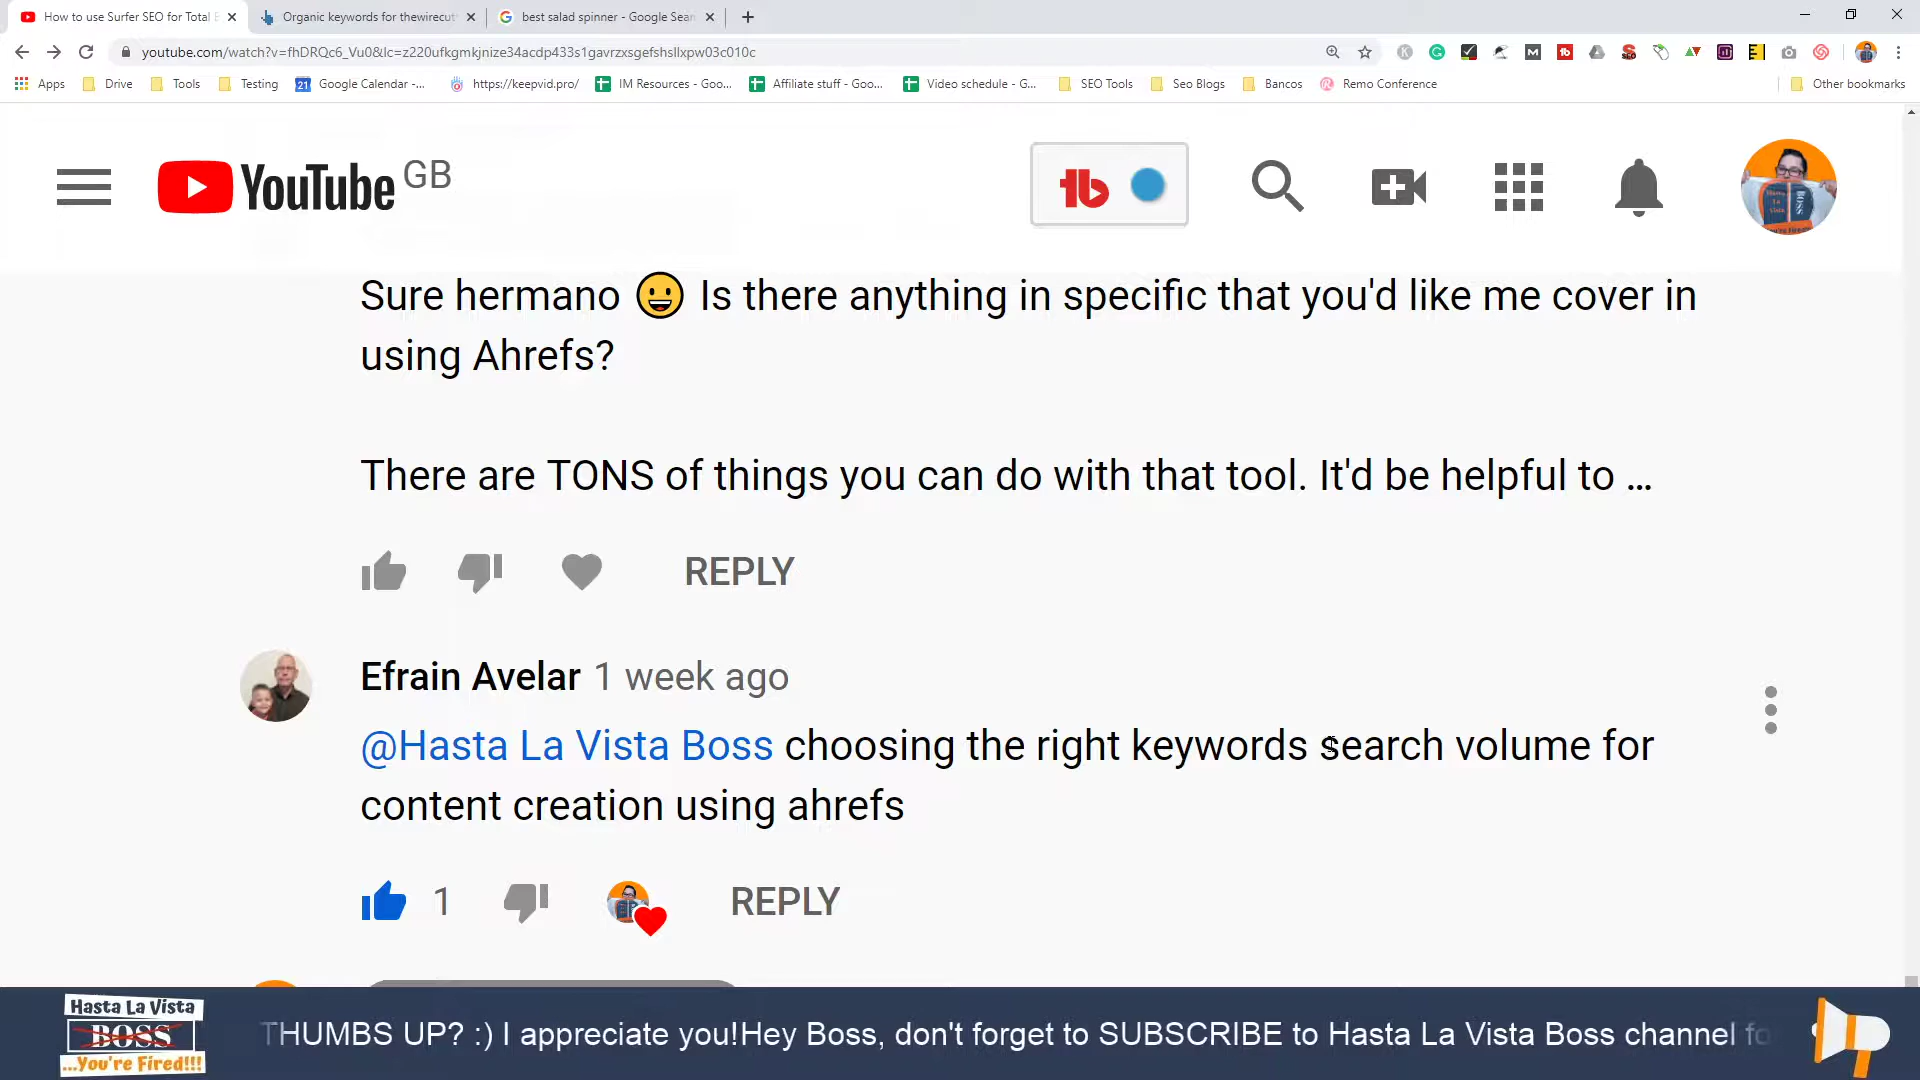 How to use Surfer SEO for Total B
Organic keywords for thewirecut
best salad spinner - Google Sear
youtube.com/watch?v=fhDRQc6_Vu0&lc=z220ufkgmkjnize34acdp433s1gavrzxsgefshsllxpw03c010c
Apps
Drive
Tools
Testing
21
Google Calendar -...
https://keepvid.pro/
IM Resources - Goo...
Affiliate stuff - Goo...
Video schedule - G...
SEO Tools
Seo Blogs
Bancos
Remo Conference
Other bookmarks
YouTube GB
Sure hermano 😀 Is there anything in specific that you'd like me cover in
using Ahrefs?
There are TONS of things you can do with that tool. It'd be helpful to ...
REPLY
Efrain Avelar 1 week ago
@Hasta La Vista Boss choosing the right keywords search volume for
content creation using ahrefs
1
REPLY
Hasta La Vista
BOSS
...You're Fired!!!
THUMBS UP? :) I appreciate you!Hey Boss, don't forget to SUBSCRIBE to Hasta La Vista Boss channel fo